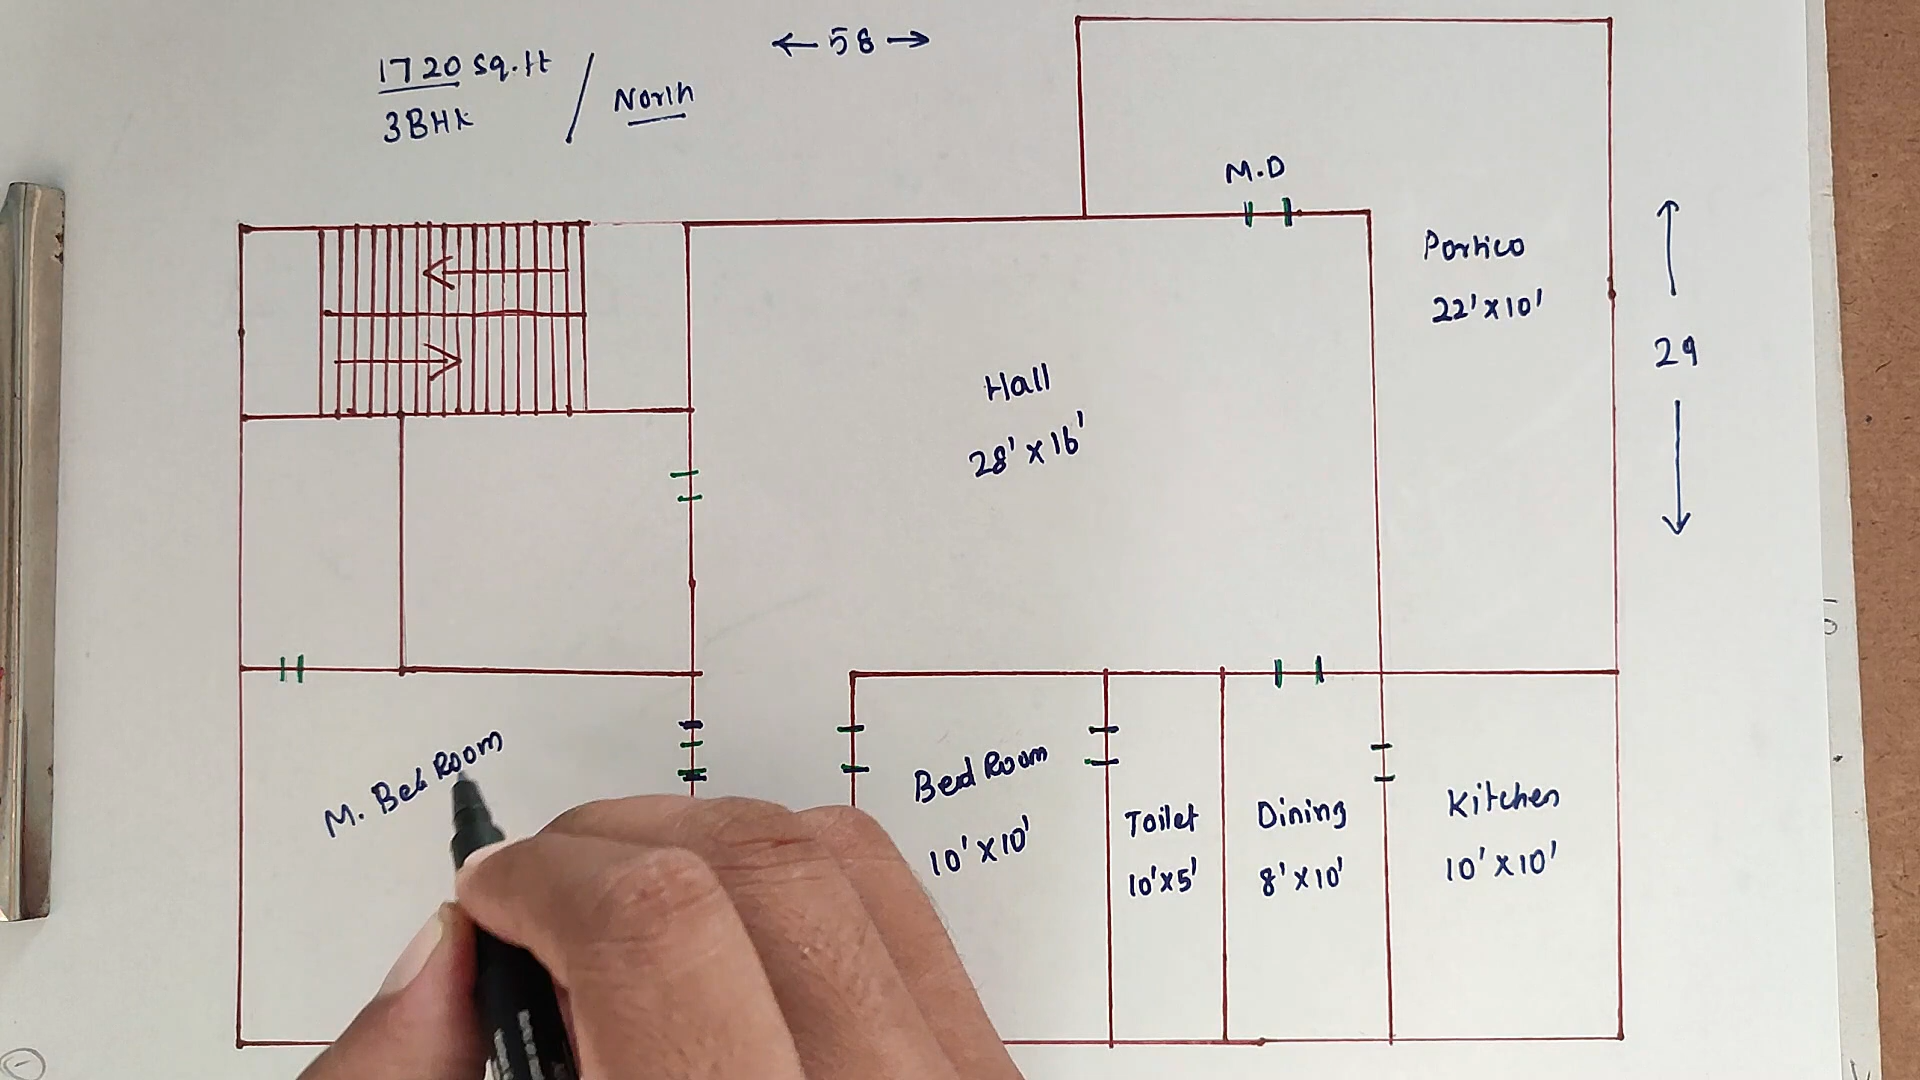 1720 sq.ft
3BHK
/ North
← 58 →
M.D
Portico
22'x10'
29
Hall
28'x16'
M. Bed Room
Bed Room
10'x10'
Toilet
10'x5'
Dining
8'x10'
Kitchen
10'x10'